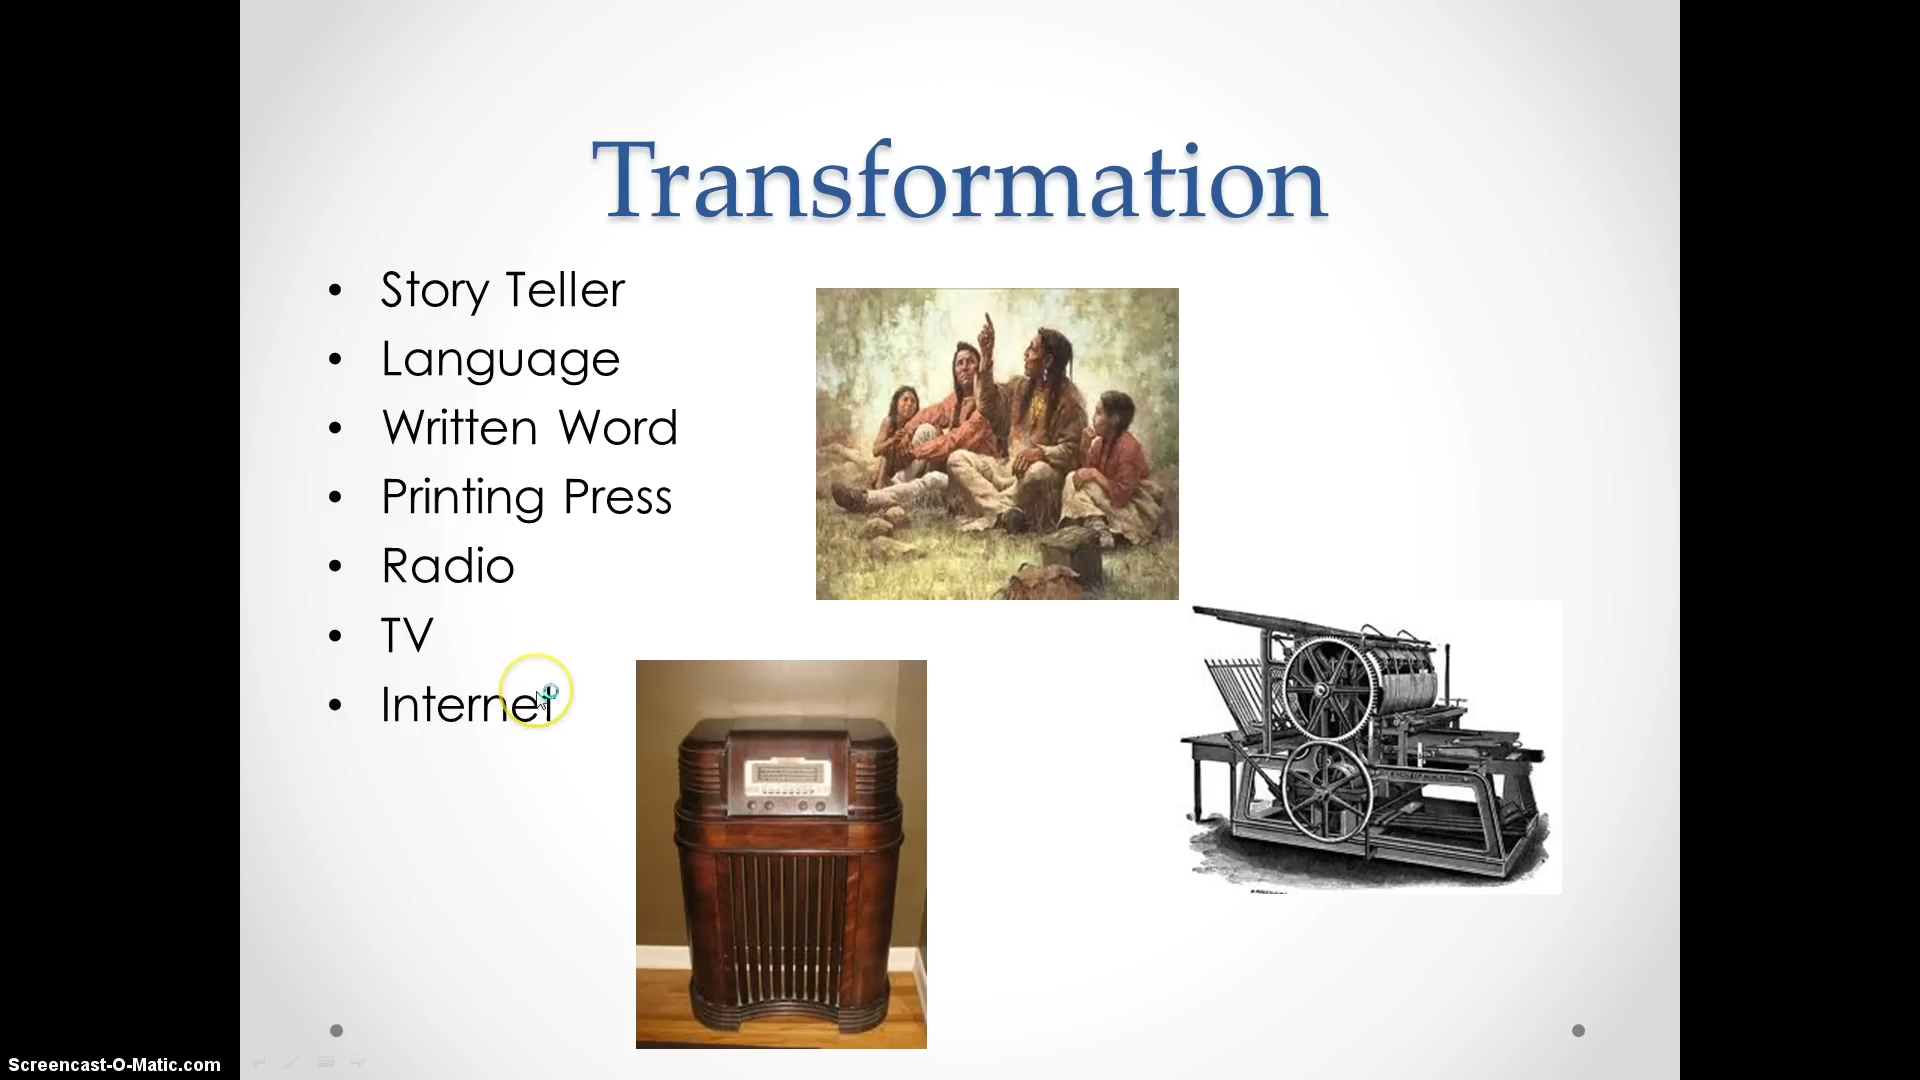 Transformation
• Story Teller
• Language
• Written Word
• Printing Press
• Radio
• TV
• Internet
Screencast-O-Matic.com